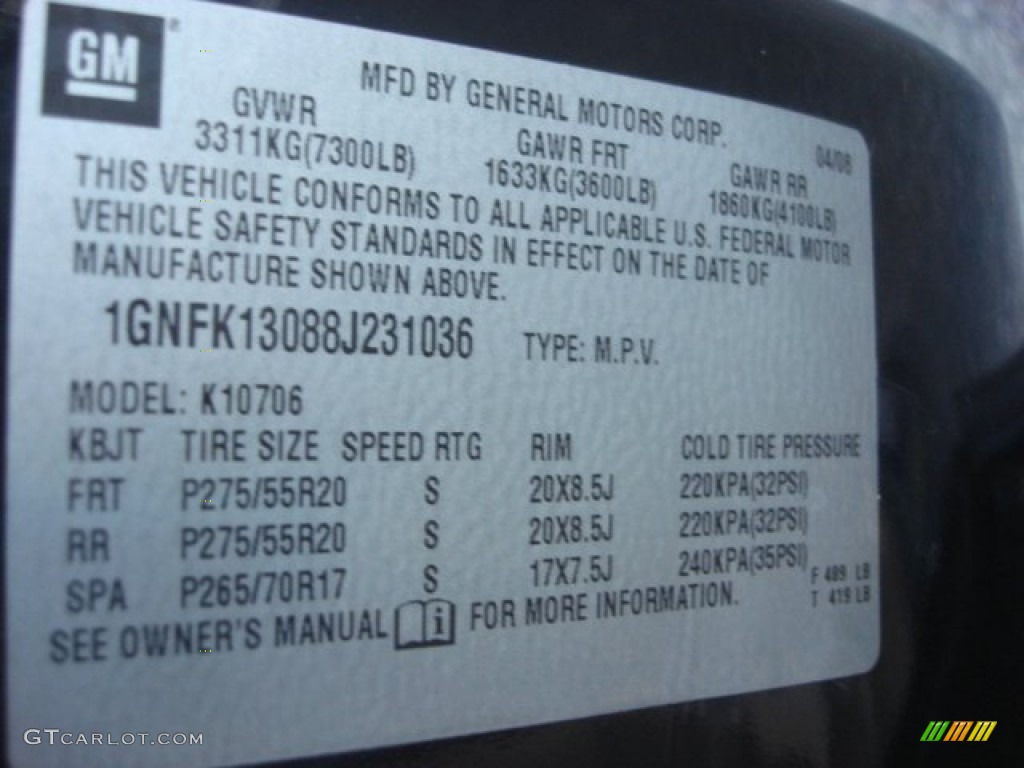 GM
MFD BY GENERAL MOTORS CORP.
04/08
GVWR GAWR FRT GAWR RR
3311KG(7300LB) 1633KG(3600LB) 1860KG(4100LB)
THIS VEHICLE CONFORMS TO ALL APPLICABLE U.S. FEDERAL MOTOR
VEHICLE SAFETY STANDARDS IN EFFECT ON THE DATE OF
MANUFACTURE SHOWN ABOVE.
1GNFK13088J231036 TYPE: M.P.V.
MODEL: K10706
KBJT TIRE SIZE SPEED RTG RIM COLD TIRE PRESSURE
FRT P275/55R20 S 20X8.5J 220KPA(32PSI)
RR P275/55R20 S 20X8.5J 220KPA(32PSI)
SPA P265/70R17 S 17X7.5J 240KPA(35PSI)
F 489 LB
T 419 LB
SEE OWNER'S MANUAL i FOR MORE INFORMATION.
GTCARLOT.COM